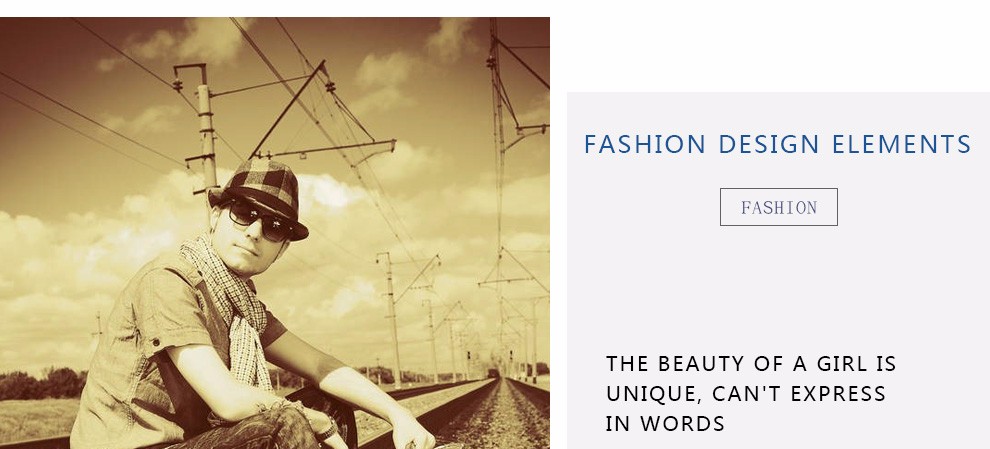 FASHION DESIGN ELEMENTS
FASHION
THE BEAUTY OF A GIRL IS
UNIQUE, CAN'T EXPRESS
IN WORDS